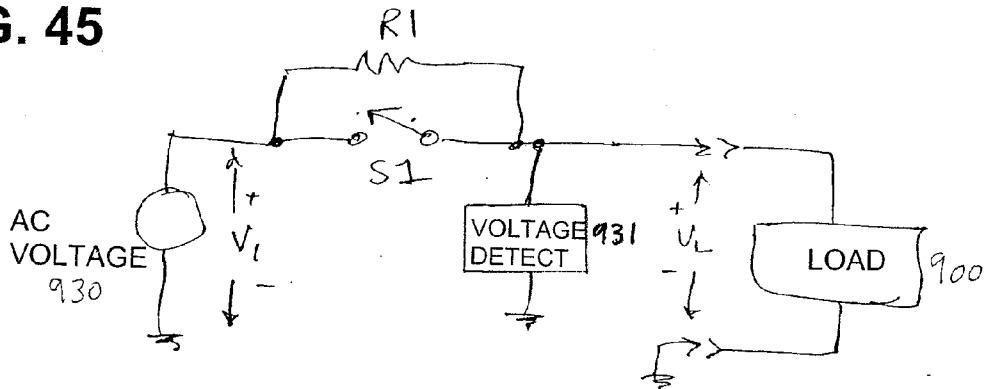 G. 45
R1
S1
AC
VOLTAGE
930
+
V1
-
VOLTAGE
DETECT
931
+
VL
-
LOAD
900